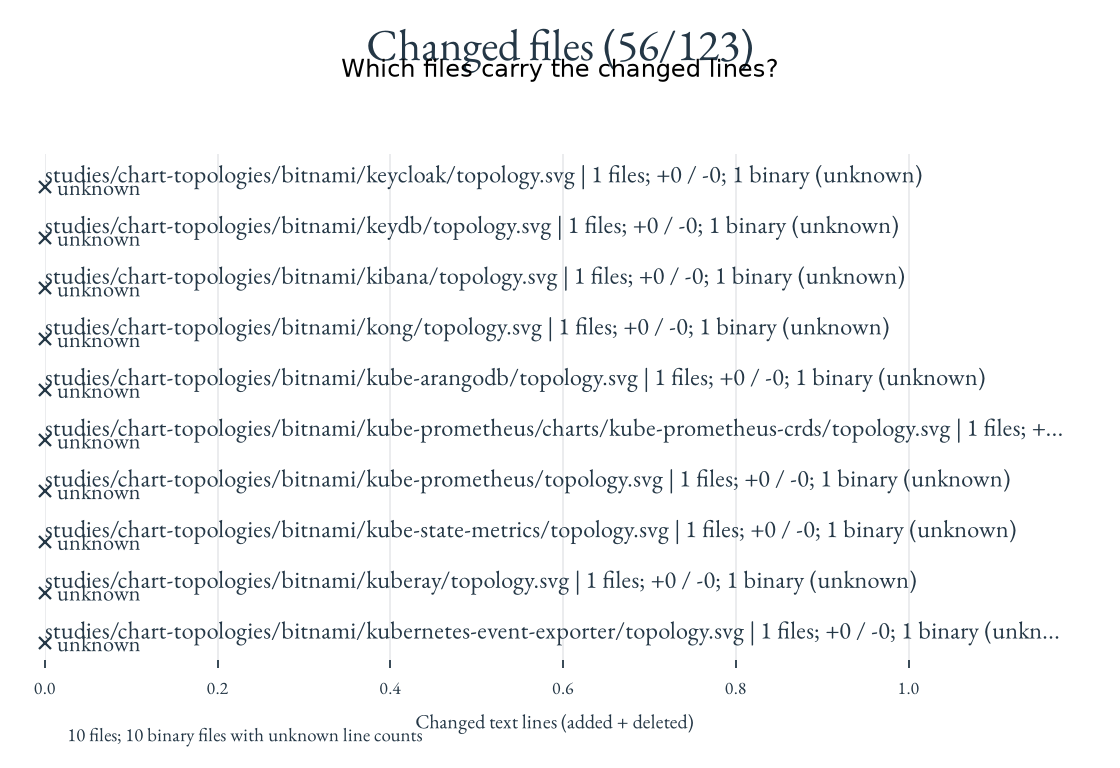 Changed files (56/123)
Which files carry the changed lines?
studies/chart-topologies/bitnami/keycloak/topology.svg | 1 files; +0 / -0; 1 binary (unknown)
unknown
studies/chart-topologies/bitnami/keydb/topology.svg | 1 files; +0 / -0; 1 binary (unknown)
unknown
studies/chart-topologies/bitnami/kibana/topology.svg | 1 files; +0 / -0; 1 binary (unknown)
unknown
studies/chart-topologies/bitnami/kong/topology.svg | 1 files; +0 / -0; 1 binary (unknown)
unknown
studies/chart-topologies/bitnami/kube-arangodb/topology.svg | 1 files; +0 / -0; 1 binary (unknown)
unknown
studies/chart-topologies/bitnami/kube-prometheus/charts/kube-prometheus-crds/topology.svg | 1 files; +...
unknown
studies/chart-topologies/bitnami/kube-prometheus/topology.svg | 1 files; +0 / -0; 1 binary (unknown)
unknown
studies/chart-topologies/bitnami/kube-state-metrics/topology.svg | 1 files; +0 / -0; 1 binary (unknown)
unknown
studies/chart-topologies/bitnami/kuberay/topology.svg | 1 files; +0 / -0; 1 binary (unknown)
unknown
studies/chart-topologies/bitnami/kubernetes-event-exporter/topology.svg | 1 files; +0 / -0; 1 binary (unkn...
unknown
0.0 0.2 0.4 0.6 0.8 1.0
Changed text lines (added + deleted)
10 files; 10 binary files with unknown line counts